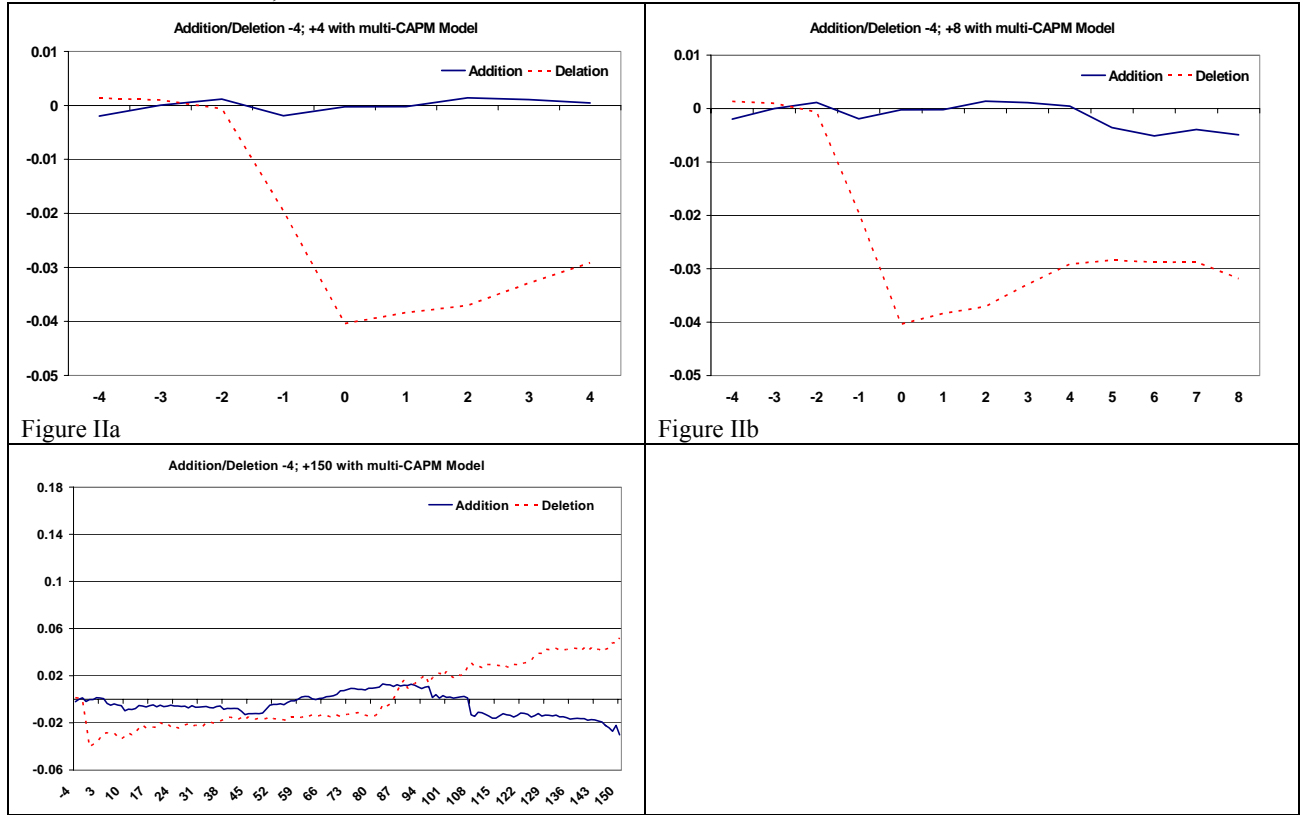 Addition/Deletion -4; +4 with multi-CAPM Model
Addition Delation
0.01
0
-0.01
-0.02
-0.03
-0.04
-0.05
-4 -3 -2 -1 0 1 2 3 4
Figure IIa
Addition/Deletion -4; +8 with multi-CAPM Model
Addition Deletion
0.01
0
-0.01
-0.02
-0.03
-0.04
-0.05
-4 -3 -2 -1 0 1 2 3 4 5 6 7 8
Figure IIb
Addition/Deletion -4; +150 with multi-CAPM Model
Addition Deletion
0.18
0.14
0.1
0.06
0.02
-0.02
-0.06
-4 3 10 17 24 31 38 45 52 59 66 73 80 87 94 101 108 115 122 129 136 143 150